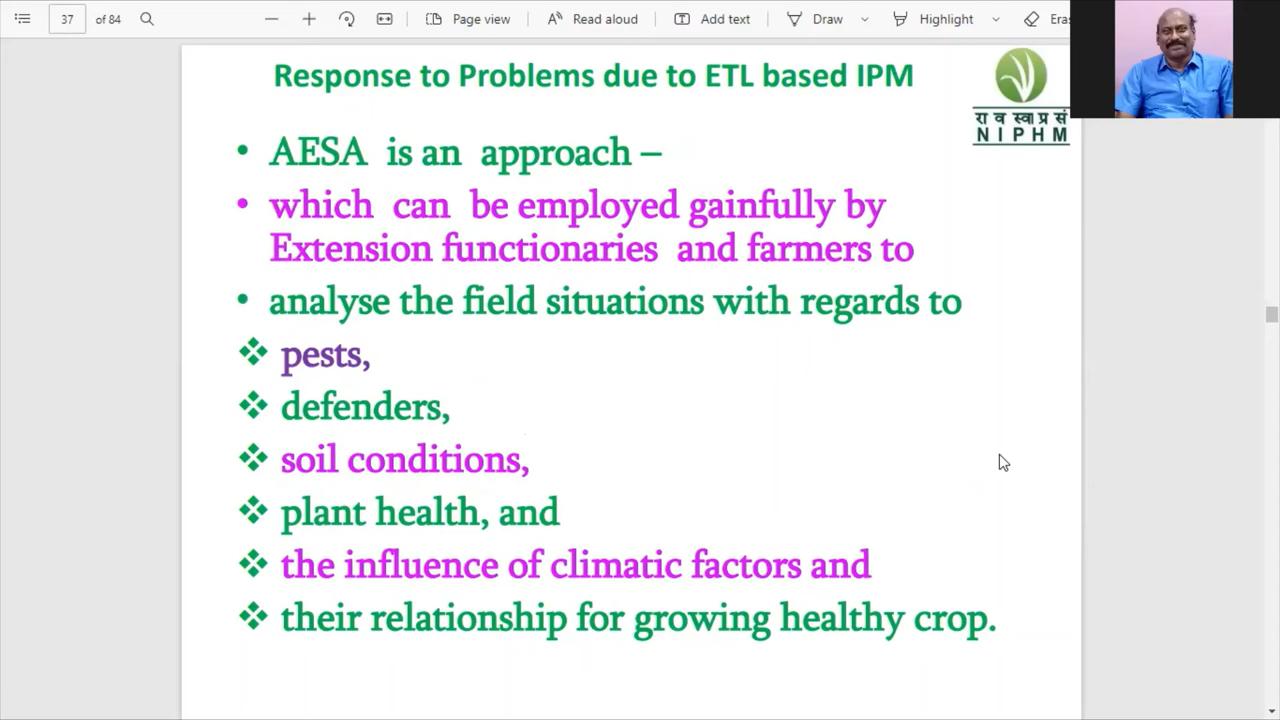 37 of 84 Page view Read aloud Add text Draw Highlight Eras
Response to Problems due to ETL based IPM
रा व स्वा प्र सं
NIPHM
• AESA is an approach –
• which can be employed gainfully by
Extension functionaries and farmers to
• analyse the field situations with regards to
❖ pests,
❖ defenders,
❖ soil conditions,
❖ plant health, and
❖ the influence of climatic factors and
❖ their relationship for growing healthy crop.